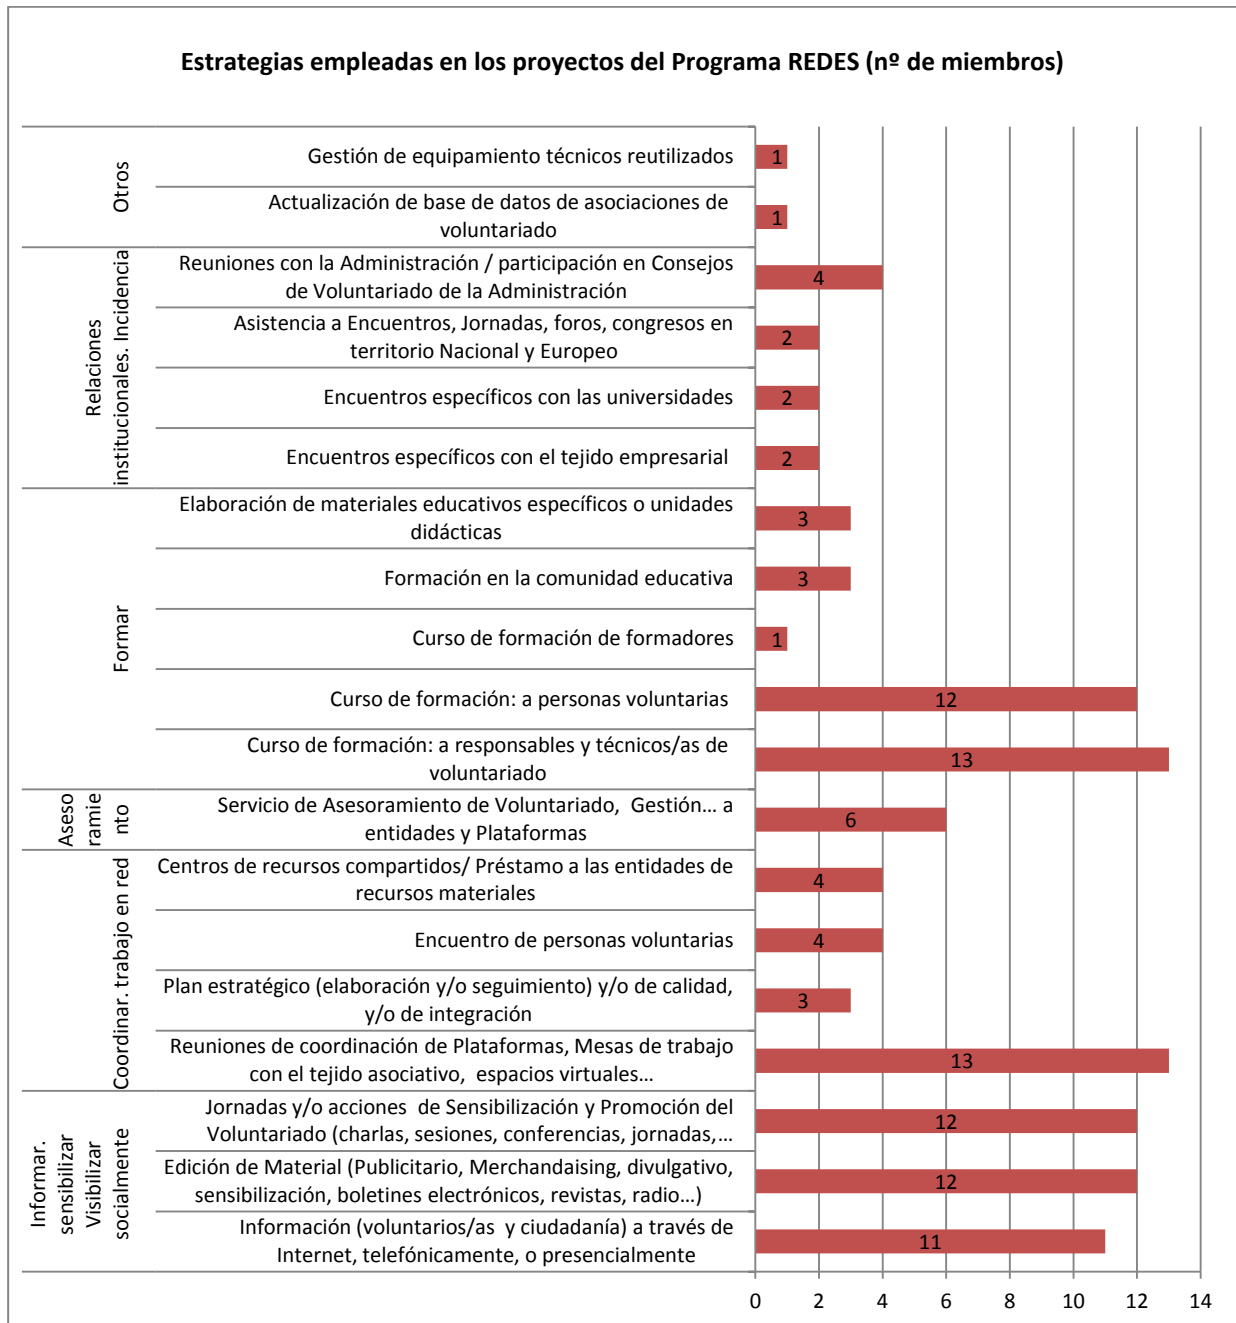 Estrategias empleadas en los proyectos del Programa REDES (nº de miembros)
Otros
Gestión de equipamiento técnicos reutilizados
1
Actualización de base de datos de asociaciones de
voluntariado
1
Relaciones
institucionales. Incidencia
Reuniones con la Administración / participación en Consejos
de Voluntariado de la Administración
4
Asistencia a Encuentros, Jornadas, foros, congresos en
territorio Nacional y Europeo
2
Encuentros específicos con las universidades
2
Encuentros específicos con el tejido empresarial
2
Formar
Elaboración de materiales educativos específicos o unidades
didácticas
3
Formación en la comunidad educativa
3
Curso de formación de formadores
1
Curso de formación: a personas voluntarias
12
Curso de formación: a responsables y técnicos/as de
voluntariado
13
Aseso
ramie
nto
Servicio de Asesoramiento de Voluntariado, Gestión... a
entidades y Plataformas
6
Coordinar. trabajo en red
Centros de recursos compartidos/ Préstamo a las entidades de
recursos materiales
4
Encuentro de personas voluntarias
4
Plan estratégico (elaboración y/o seguimiento) y/o de calidad,
y/o de integración
3
Reuniones de coordinación de Plataformas, Mesas de trabajo
con el tejido asociativo, espacios virtuales...
13
Informar.
sensibilizar
Visibilizar
socialmente
Jornadas y/o acciones de Sensibilización y Promoción del
Voluntariado (charlas, sesiones, conferencias, jornadas,...
12
Edición de Material (Publicitario, Merchandaising, divulgativo,
sensibilización, boletines electrónicos, revistas, radio...)
12
Información (voluntarios/as y ciudadanía) a través de
Internet, telefónicamente, o presencialmente
11
0 2 4 6 8 10 12 14